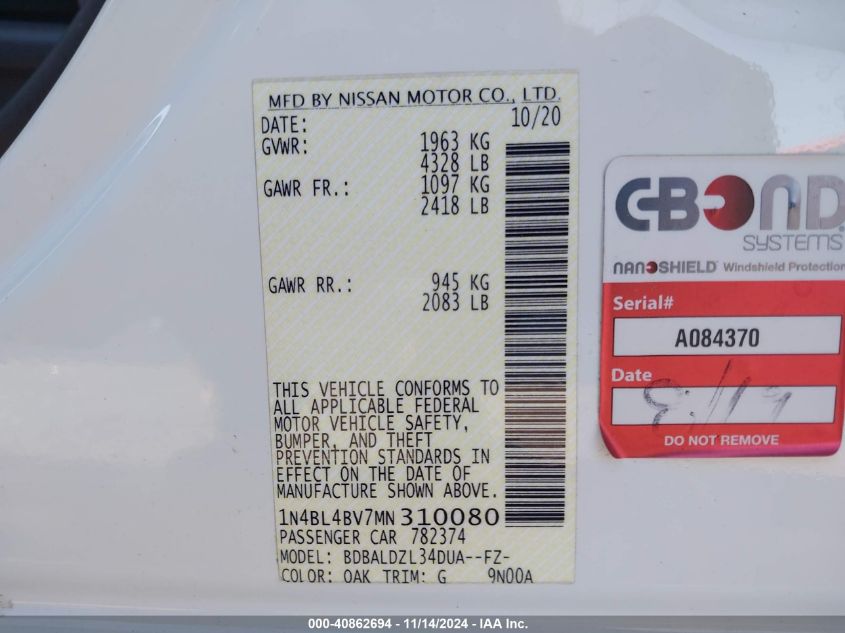 MFD BY NISSAN MOTOR CO., LTD.
DATE: 10/20
GVWR: 1963 KG
4328 LB
GAWR FR.: 1097 KG
2418 LB
GAWR RR.: 945 KG
2083 LB
THIS VEHICLE CONFORMS TO
ALL APPLICABLE FEDERAL
MOTOR VEHICLE SAFETY,
BUMPER, AND THEFT
PREVENTION STANDARDS IN
EFFECT ON THE DATE OF
MANUFACTURE SHOWN ABOVE.
1N4BL4BV7MN310080
PASSENGER CAR 782374
MODEL: BDBALDZL34DUA--FZ-
COLOR: OAK TRIM: G 9N00A
C-BOND
SYSTEMS
NANOSHIELD Windshield Protection
Serial#
A084370
Date
DO NOT REMOVE
000-40862694 - 11/14/2024 - IAA Inc.